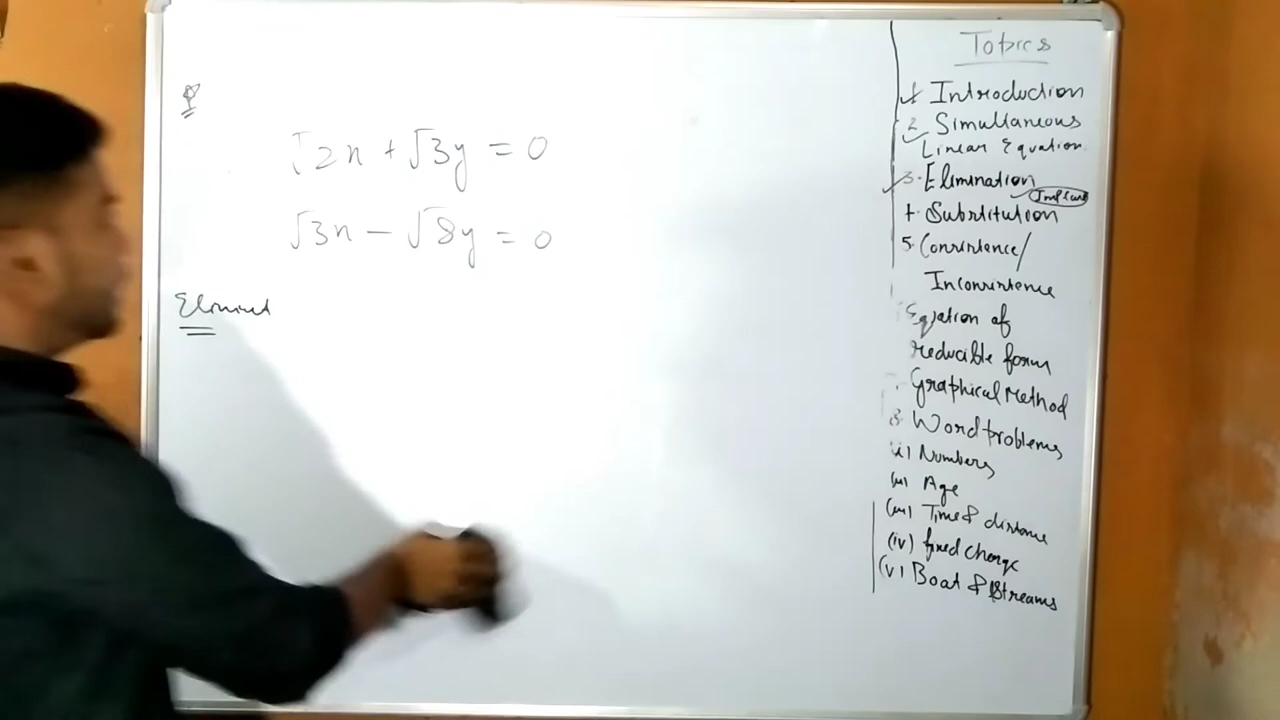 Q
√2x + √3y = 0
√3x - √8y = 0
Eliminat
Topics
1. Introduction
2. Simultaneous
Linear Equation
3. Elimination
4. Substitution
5. Consistence/
Inconsistence
Equation of
reducible form
Graphical Method
8 Word problems
(i) Numbers
(ii) Age
(iii) Time & distance
(iv) fixed charge
(v) Boat & Streams